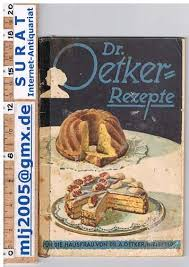 Dr.
Oetker=
Rezepte
FÜR DIE HAUSFRAU VON DR. A. OETKER, BIELEFELD
SURAT
Internet-Antiquariat
mlj2005@gmx.de